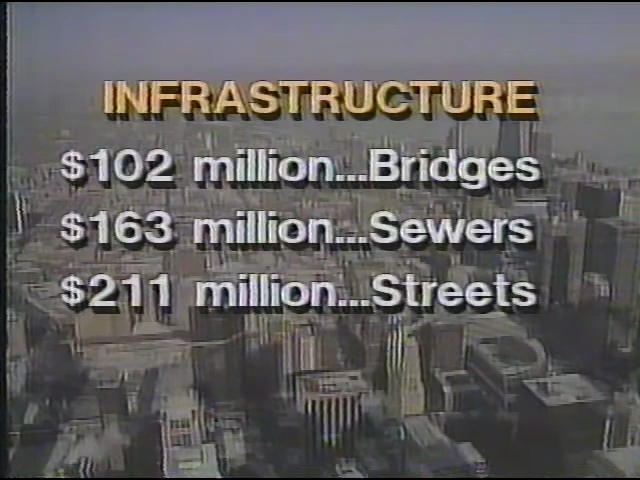 INFRASTRUCTURE
$102 million...Bridges
$163 million...Sewers
$211 million...Streets